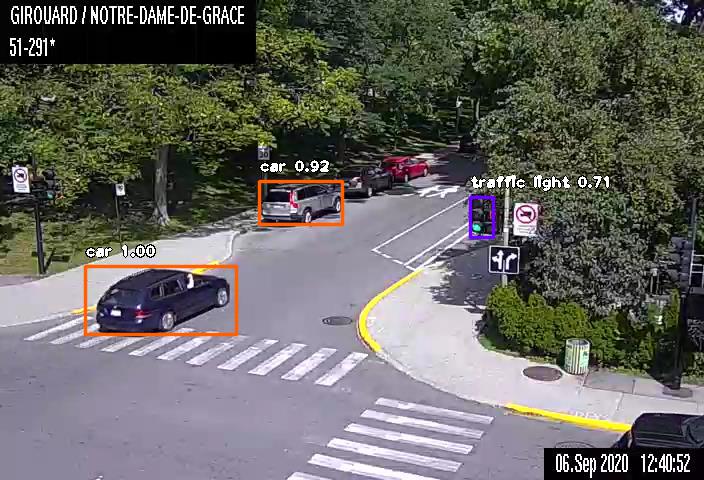 GIROUARD / NOTRE-DAME-DE-GRACE
51-291*
car 0.92
traffic light 0.71
car 1.00
06.Sep 2020 12:40:52